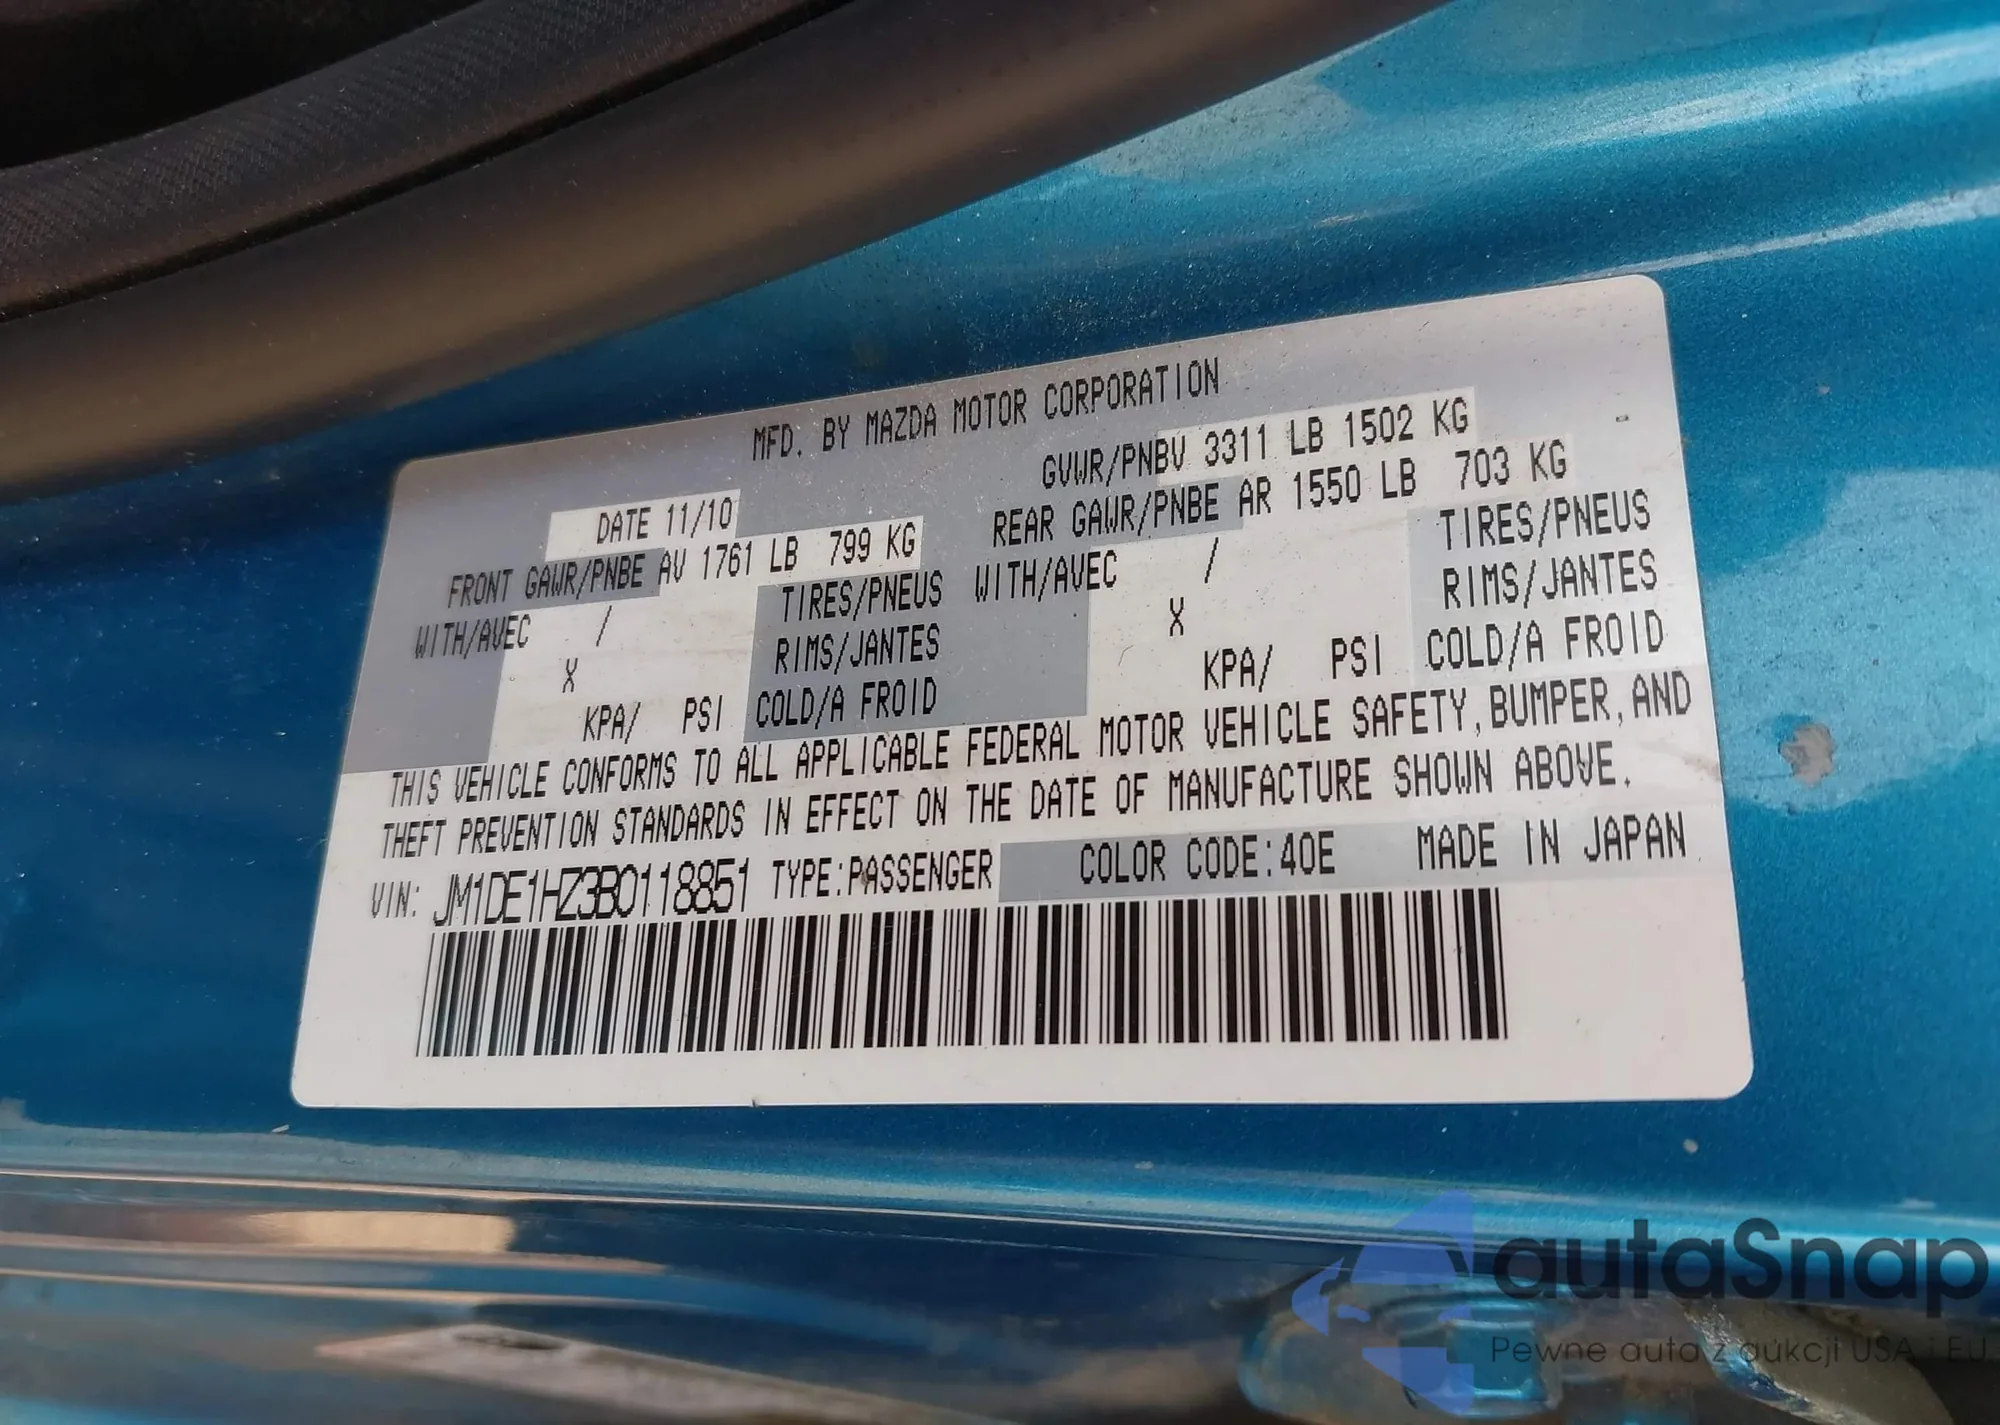 MFD. BY MAZDA MOTOR CORPORATION
DATE 11/10 GVWR/PNBV 3311 LB 1502 KG
FRONT GAWR/PNBE AV 1761 LB 799 KG REAR GAWR/PNBE AR 1550 LB 703 KG
WITH/AVEC / TIRES/PNEUS WITH/AVEC / TIRES/PNEUS
X RIMS/JANTES X RIMS/JANTES
KPA/ PSI COLD/A FROID KPA/ PSI COLD/A FROID
THIS VEHICLE CONFORMS TO ALL APPLICABLE FEDERAL MOTOR VEHICLE SAFETY, BUMPER, AND
THEFT PREVENTION STANDARDS IN EFFECT ON THE DATE OF MANUFACTURE SHOWN ABOVE.
VIN: JM1DE1HZ3B0118851 TYPE:PASSENGER COLOR CODE:40E MADE IN JAPAN
autaSnap
Pewne auta z aukcji USA i EU